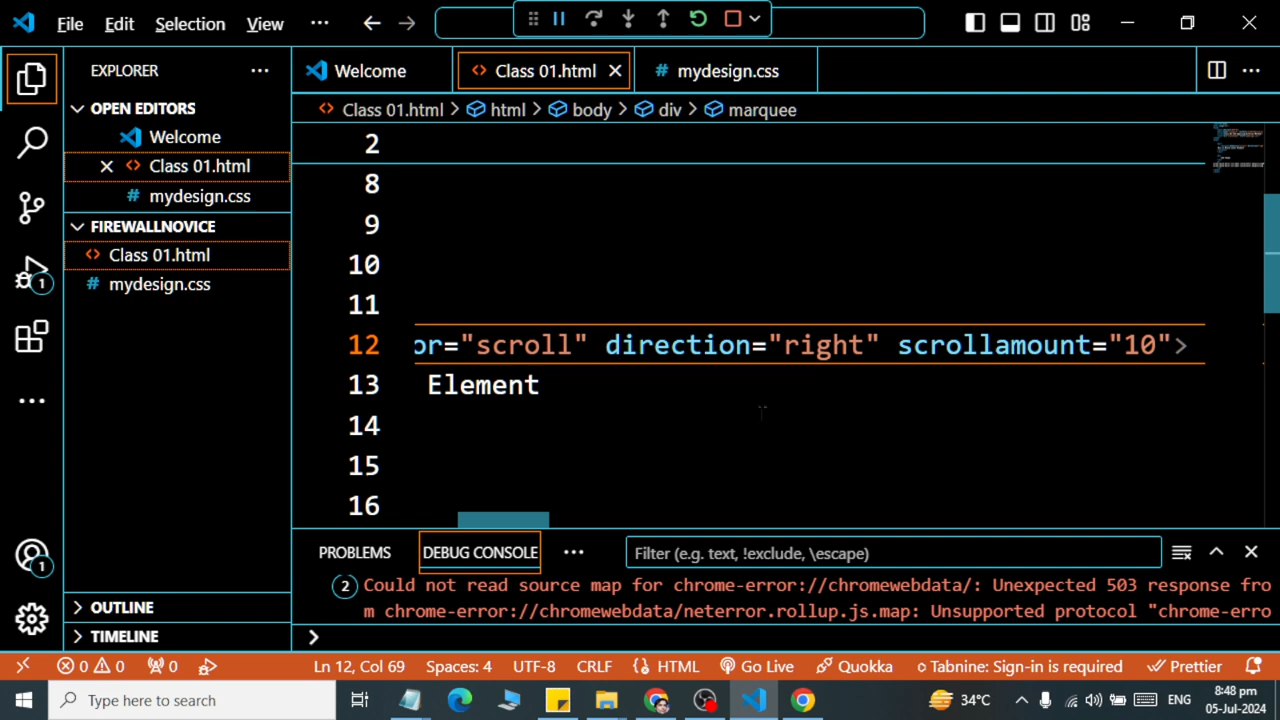 File Edit Selection View ···
EXPLORER ···
OPEN EDITORS
Welcome
Class 01.html
mydesign.css
FIREWALLNOVICE
Class 01.html
mydesign.css
OUTLINE
TIMELINE
1
1
Welcome
Class 01.html
mydesign.css
Class 01.html > html > body > div > marquee
2
8
9
10
11
12 or="scroll" direction="right" scrollamount="10">
13 Element
14
15
16
PROBLEMS DEBUG CONSOLE ··· Filter (e.g. text, !exclude, \escape)
2 Could not read source map for chrome-error://chromewebdata/: Unexpected 503 response fro
m chrome-error://chromewebdata/neterror.rollup.js.map: Unsupported protocol "chrome-erro
>
0 0 0 Ln 12, Col 69 Spaces: 4 UTF-8 CRLF HTML Go Live Quokka Tabnine: Sign-in is required Prettier
Type here to search 34°C ENG 8:48 pm
05-Jul-2024